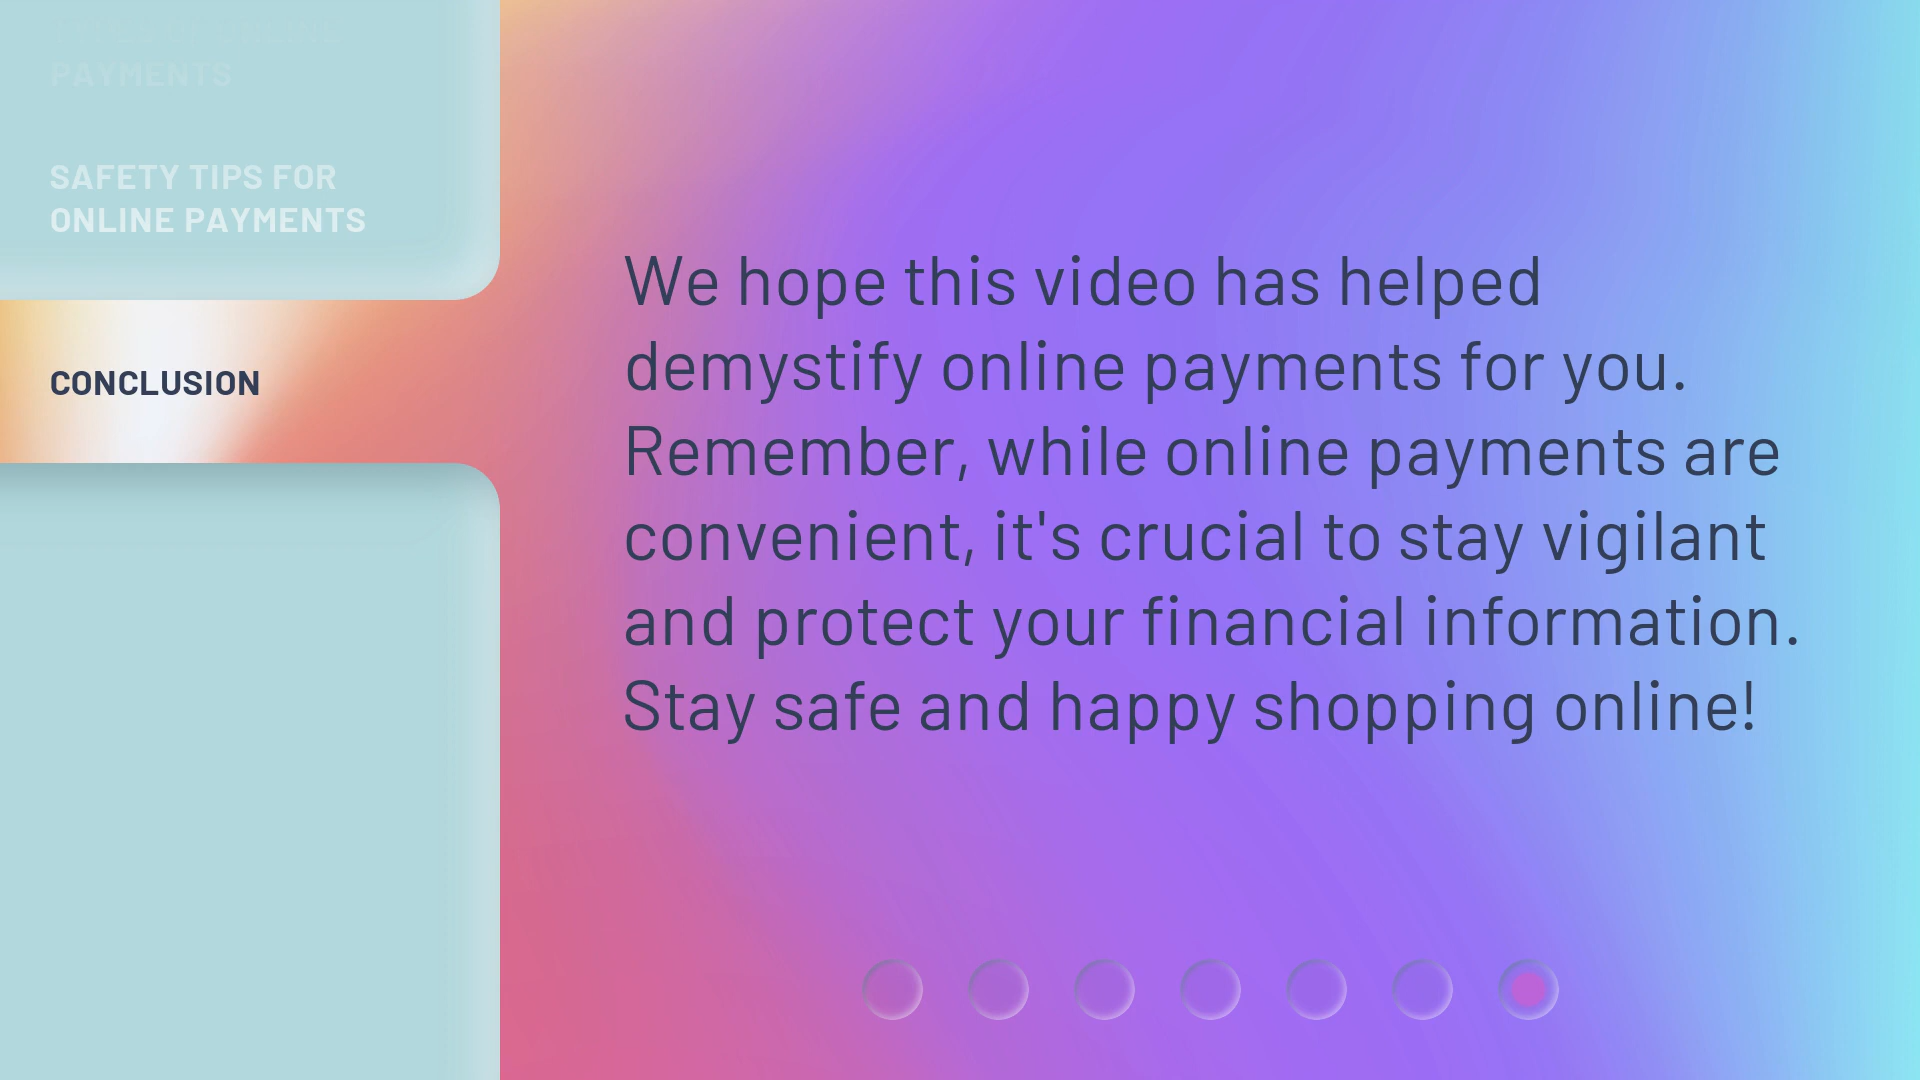 PAYMENTS
SAFETY TIPS FOR
ONLINE PAYMENTS
CONCLUSION
We hope this video has helped
demystify online payments for you.
Remember, while online payments are
convenient, it's crucial to stay vigilant
and protect your financial information.
Stay safe and happy shopping online!